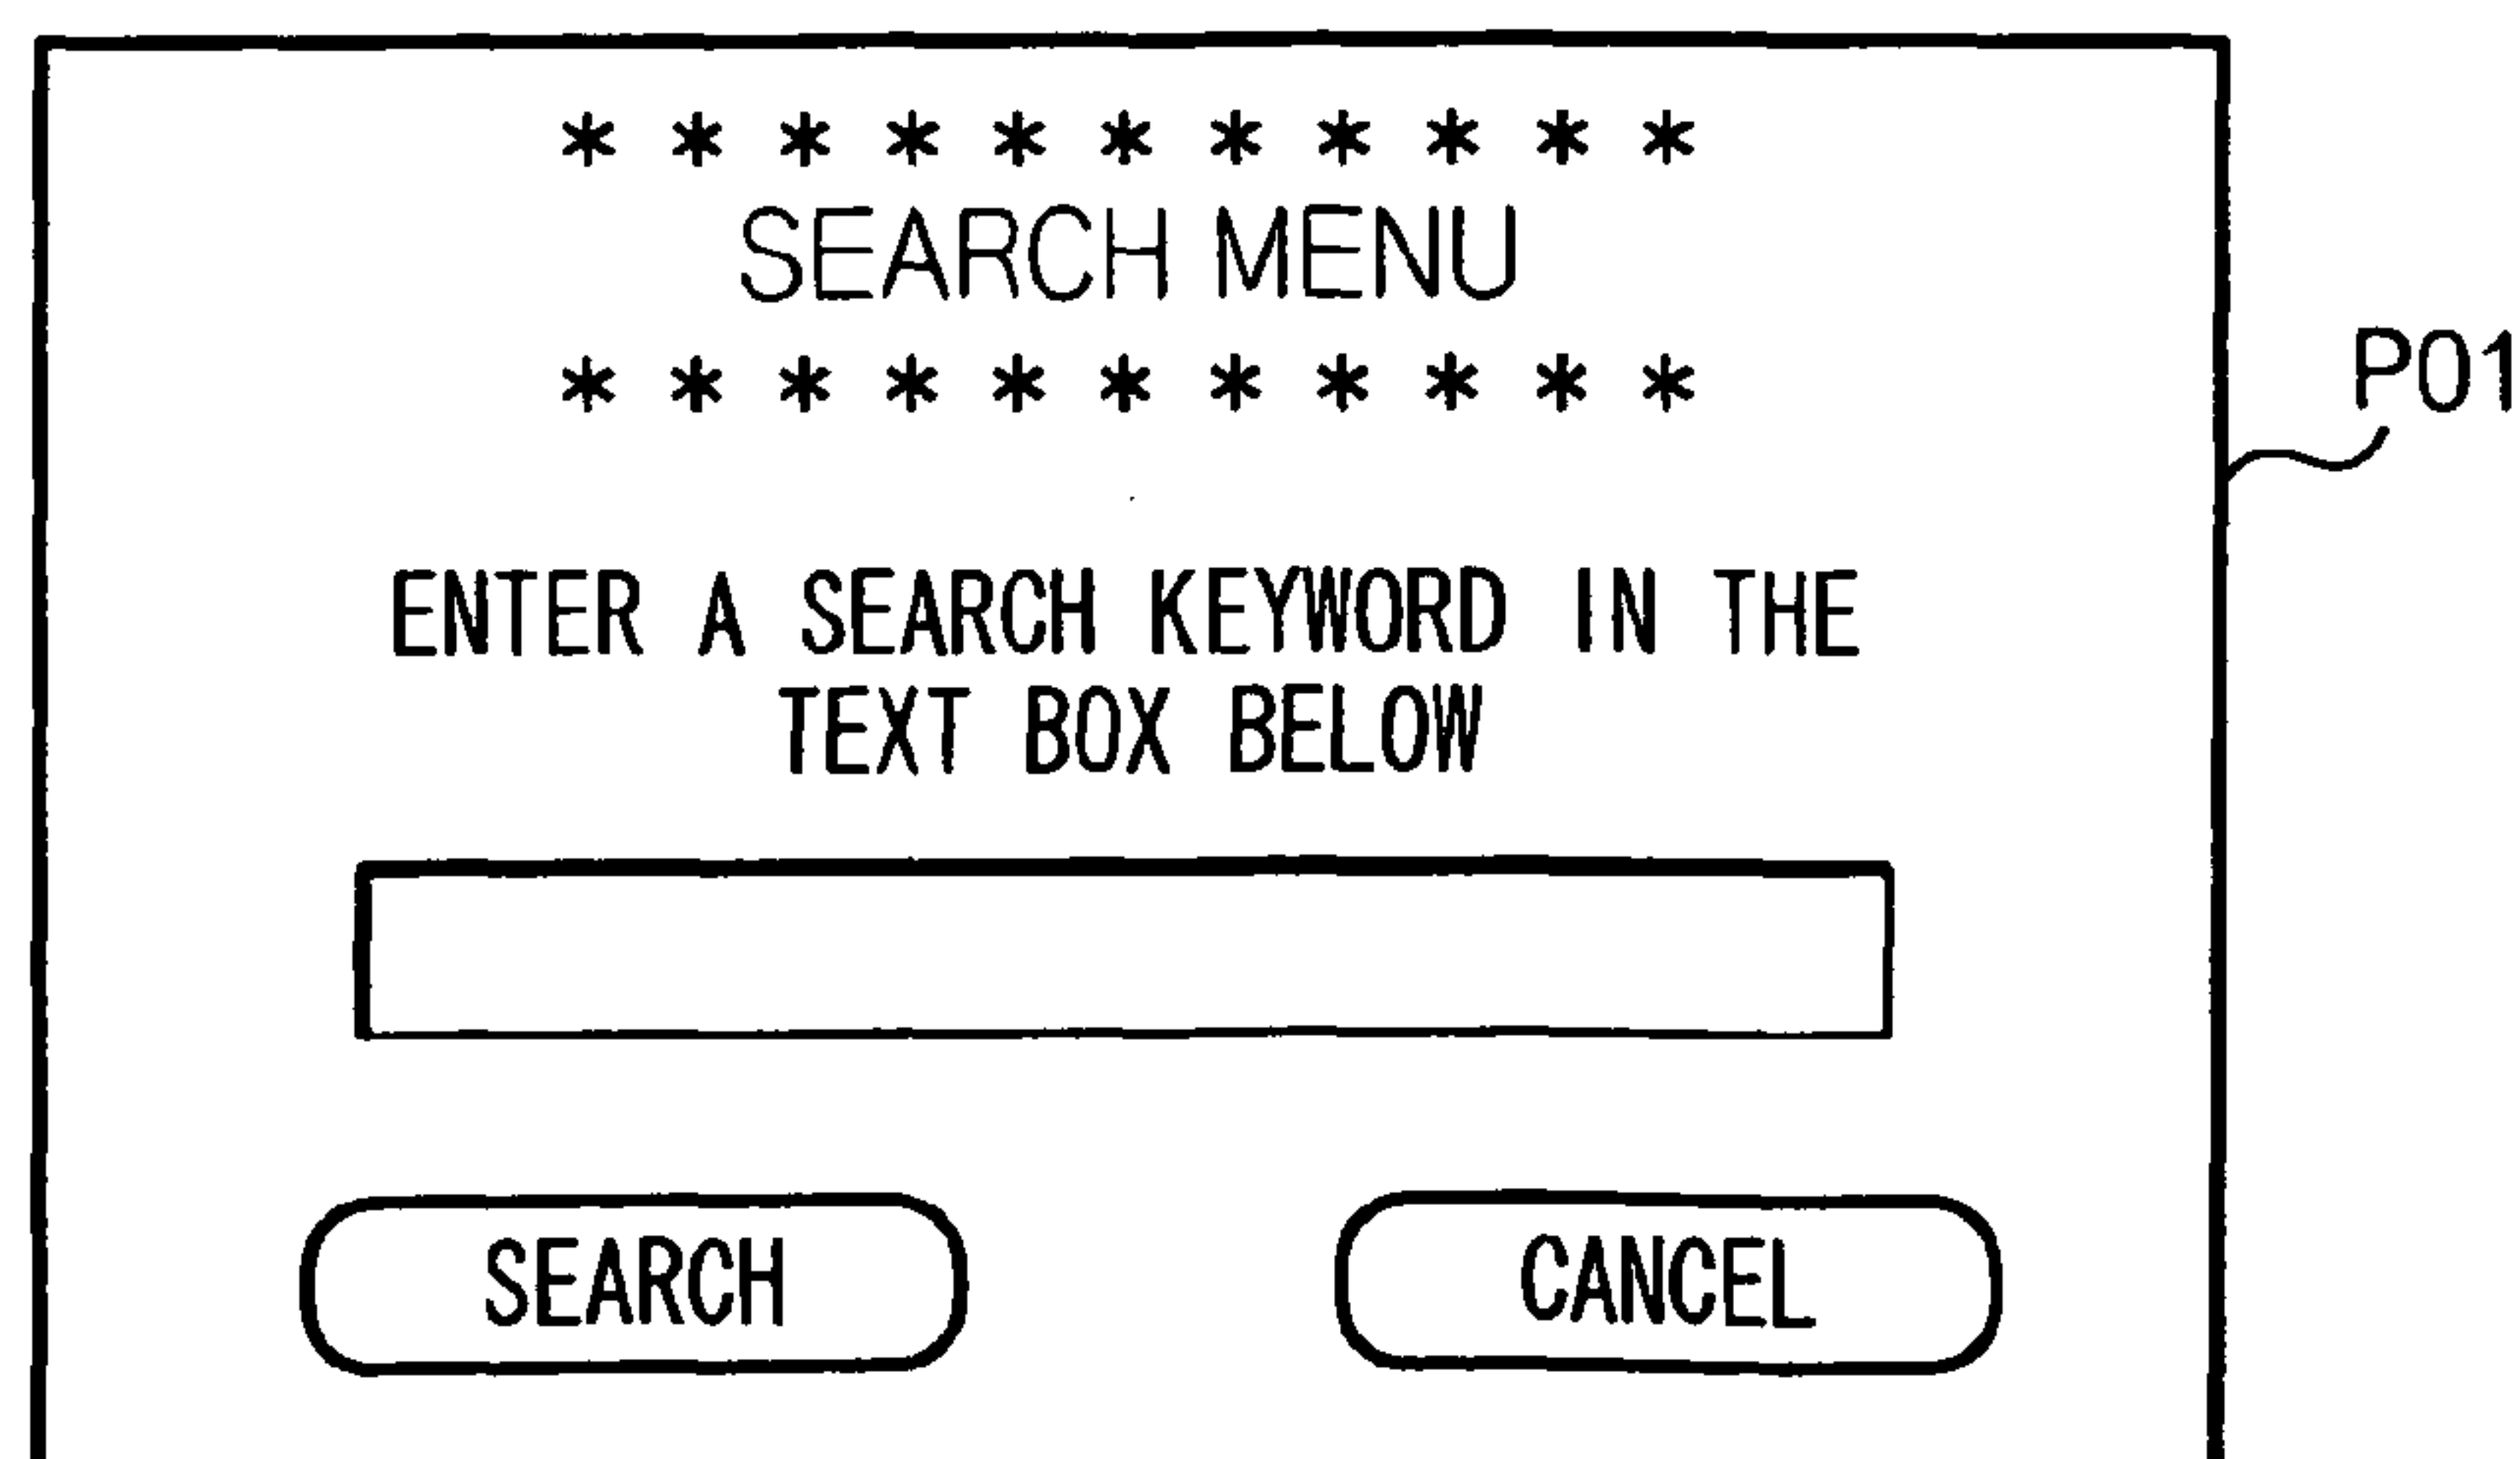 * * * * * * * * * * *
SEARCH MENU
* * * * * * * * * * *
P01
ENTER A SEARCH KEYWORD IN THE
TEXT BOX BELOW
SEARCH CANCEL